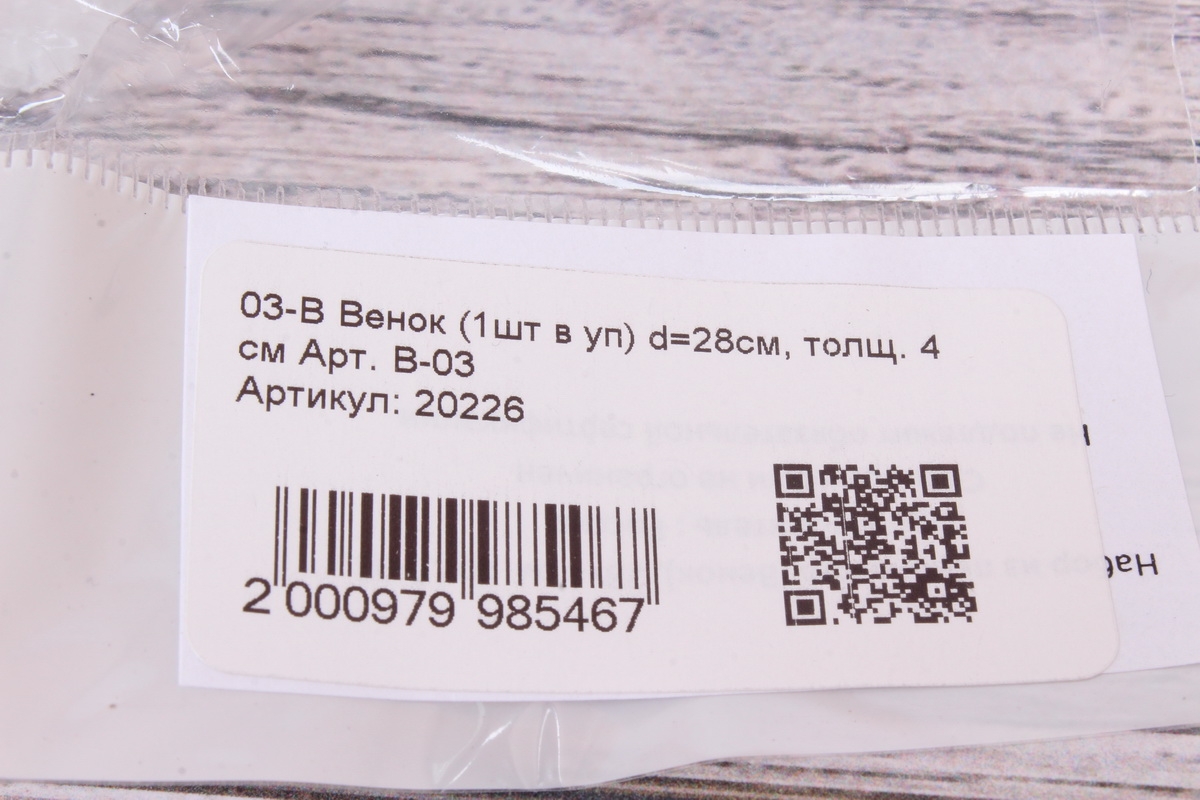 03-В Венок (1шт в уп) d=28см, толщ. 4
см Арт. В-03
Артикул: 20226
2 000979 985467